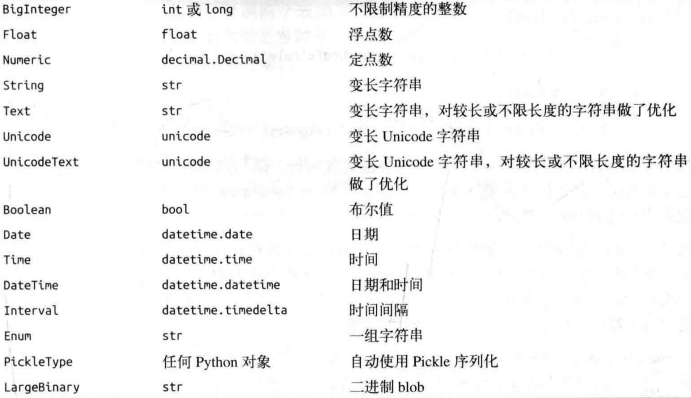 BigInteger int 或 long 不限制精度的整数
Float float 浮点数
Numeric decimal.Decimal 定点数
String str 变长字符串
Text str 变长字符串，对较长或不限长度的字符串做了优化
Unicode unicode 变长 Unicode 字符串
UnicodeText unicode 变长 Unicode 字符串，对较长或不限长度的字符串
做了优化
Boolean bool 布尔值
Date datetime.date 日期
Time datetime.time 时间
DateTime datetime.datetime 日期和时间
Interval datetime.timedelta 时间间隔
Enum str 一组字符串
PickleType 任何 Python 对象 自动使用 Pickle 序列化
LargeBinary str 二进制 blob